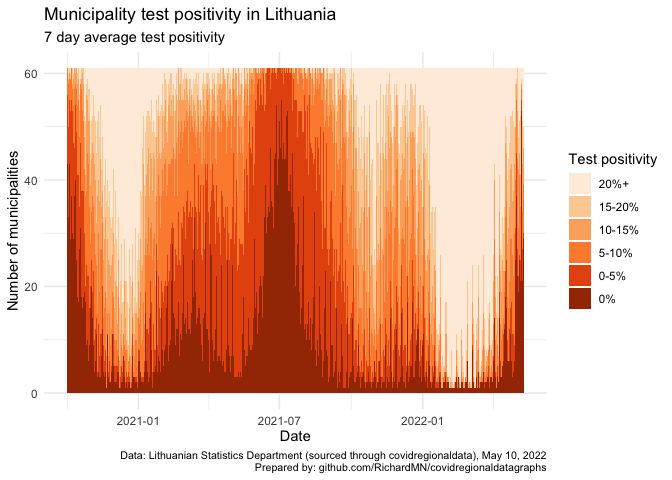 Municipality test positivity in Lithuania
7 day average test positivity
Number of municipalities
60
40
20
0
2021-01
2021-07
2022-01
Date
Test positivity
20%+
15-20%
10-15%
5-10%
0-5%
0%
Data: Lithuanian Statistics Department (sourced through covidregionaldata), May 10, 2022
Prepared by: github.com/RichardMN/covidregionaldatagraphs